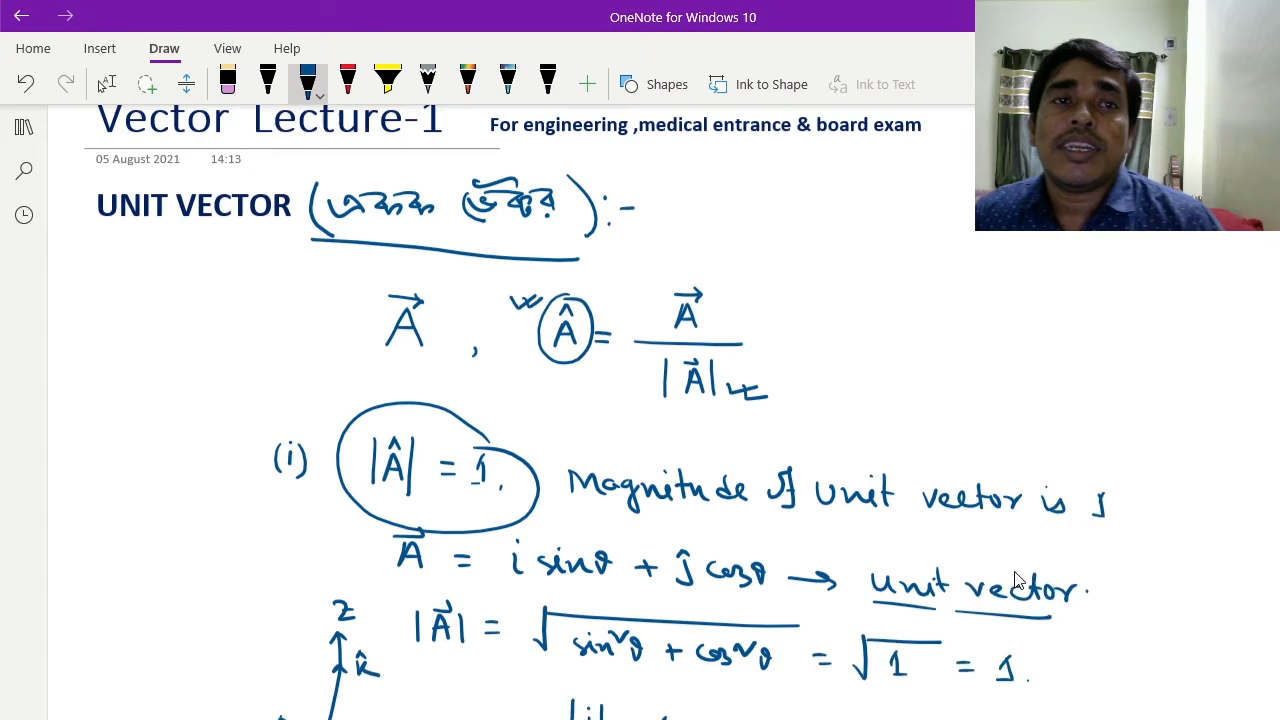 OneNote for Windows 10
Home Insert Draw View Help
Shapes Ink to Shape Ink to Text
Vector Lecture-1 For engineering ,medical entrance & board exam
05 August 2021 14:13
UNIT VECTOR (একক ভেক্টর):-
A⃗ , Â = A⃗ / |A⃗|
(i) |Â| = 1. Magnitude of unit vector is 1
A⃗ = i sinθ + ĵ cosθ → unit vector.
|A⃗| = √(sin²θ + cos²θ) = √1 = 1.
Z
k̂